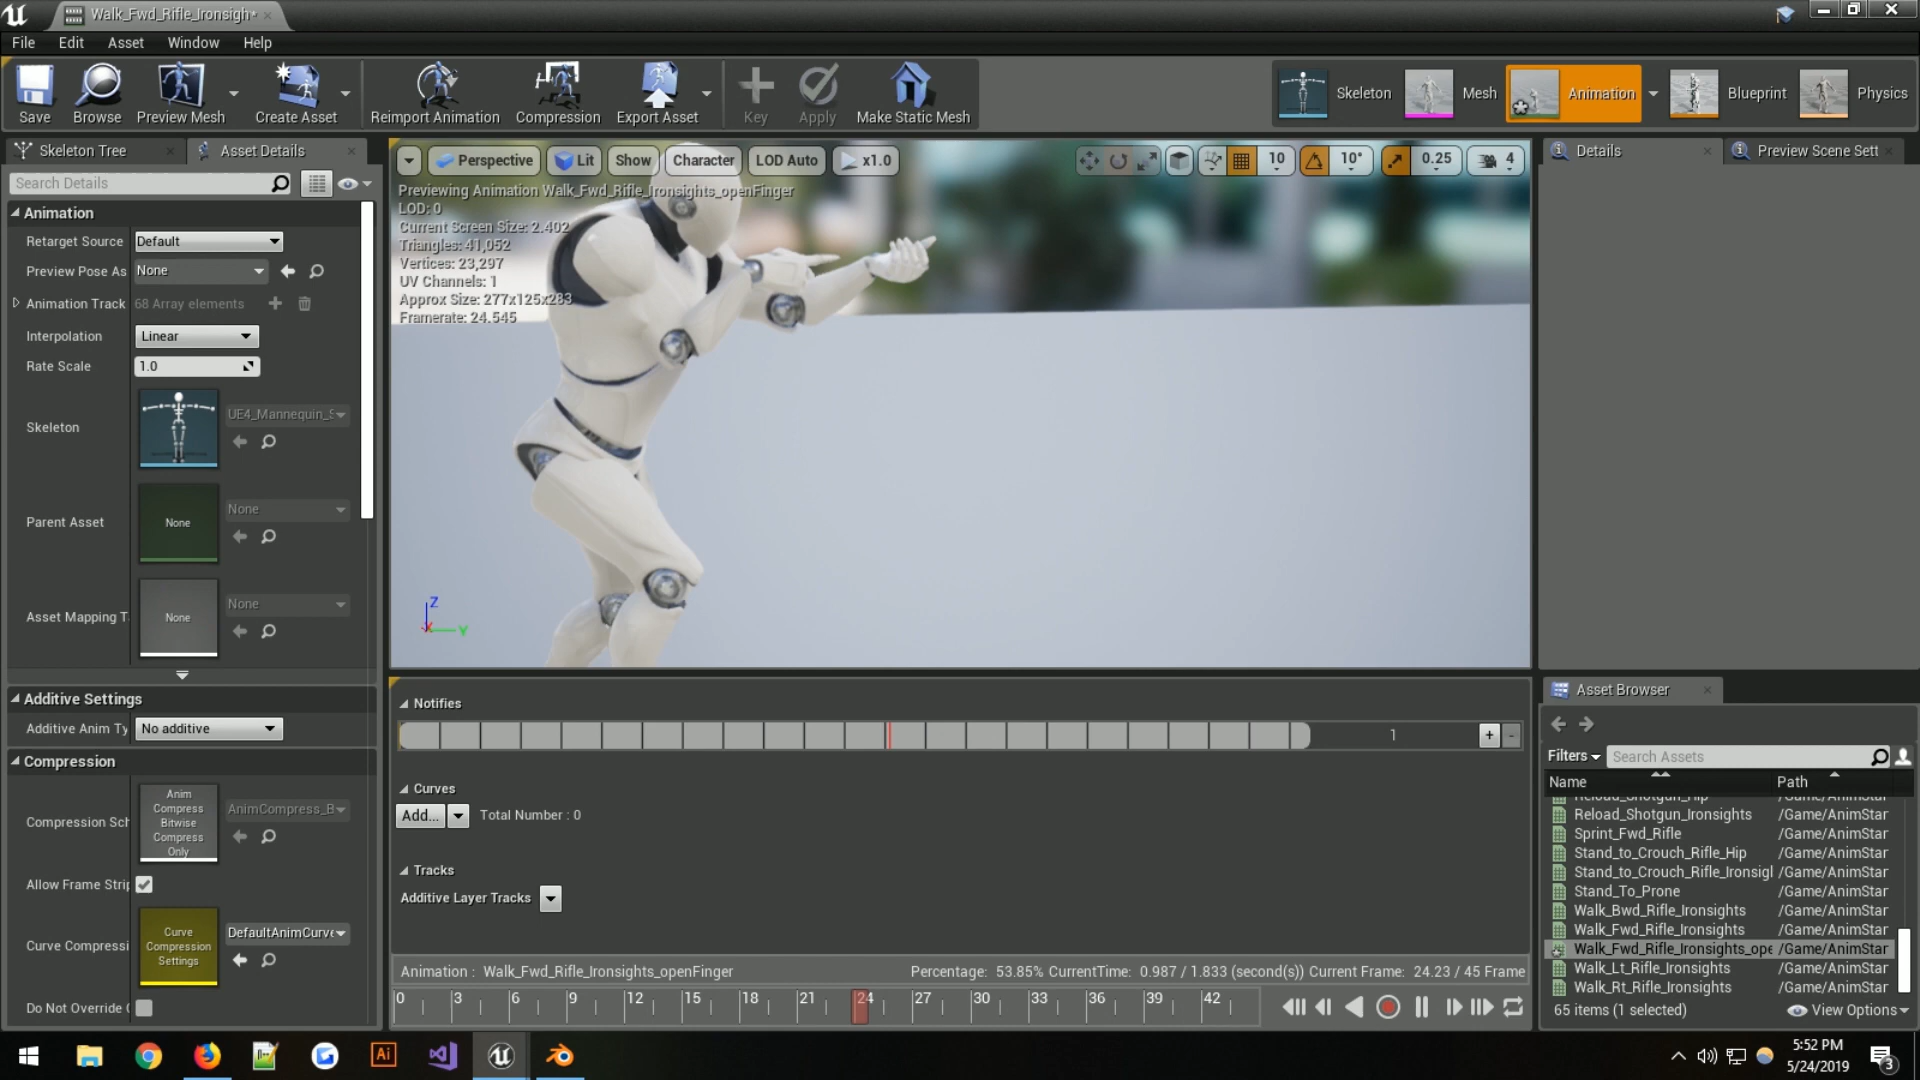 Walk_Fwd_Rifle_Ironsigh*
File Edit Asset Window Help
Save Browse Preview Mesh Create Asset Reimport Animation Compression Export Asset Key Apply Make Static Mesh
Skeleton Mesh Animation Blueprint Physics
Skeleton Tree Asset Details
Search Details
Animation
Retarget Source Default
Preview Pose As None
Animation Track 68 Array elements
Interpolation Linear
Rate Scale 1.0
Skeleton UE4_Mannequin_S
Parent Asset None None
Asset Mapping T None None
Additive Settings
Additive Anim Ty No additive
Compression
Compression Sch Anim Compress Bitwise Compress Only AnimCompress_B
Allow Frame Strip
Curve Compressi Curve Compression Settings DefaultAnimCurve
Do Not Override
Perspective Lit Show Character LOD Auto x1.0 10 10° 0.25 4
Previewing Animation Walk_Fwd_Rifle_Ironsights_openFinger
LOD: 0
Current Screen Size: 2.402
Triangles: 41,052
Vertices: 23,297
UV Channels: 1
Approx Size: 277x125x283
Framerate: 24.545
Z
X Y
Notifies
1 + -
Curves
Add... Total Number : 0
Tracks
Additive Layer Tracks
Animation : Walk_Fwd_Rifle_Ironsights_openFinger Percentage: 53.85% CurrentTime: 0.987 / 1.833 (second(s)) Current Frame: 24.23 / 45 Frame
0 3 6 9 12 15 18 21 24 27 30 33 36 39 42
Details Preview Scene Sett
Asset Browser
Filters Search Assets
Name Path
Reload_Shotgun_Hip /Game/AnimStar
Reload_Shotgun_Ironsights /Game/AnimStar
Sprint_Fwd_Rifle /Game/AnimStar
Stand_to_Crouch_Rifle_Hip /Game/AnimStar
Stand_to_Crouch_Rifle_Ironsigl /Game/AnimStar
Stand_To_Prone /Game/AnimStar
Walk_Bwd_Rifle_Ironsights /Game/AnimStar
Walk_Fwd_Rifle_Ironsights /Game/AnimStar
Walk_Fwd_Rifle_Ironsights_ope /Game/AnimStar
Walk_Lt_Rifle_Ironsights /Game/AnimStar
Walk_Rt_Rifle_Ironsights /Game/AnimStar
65 items (1 selected) View Options
Ai
5:52 PM
5/24/2019
3